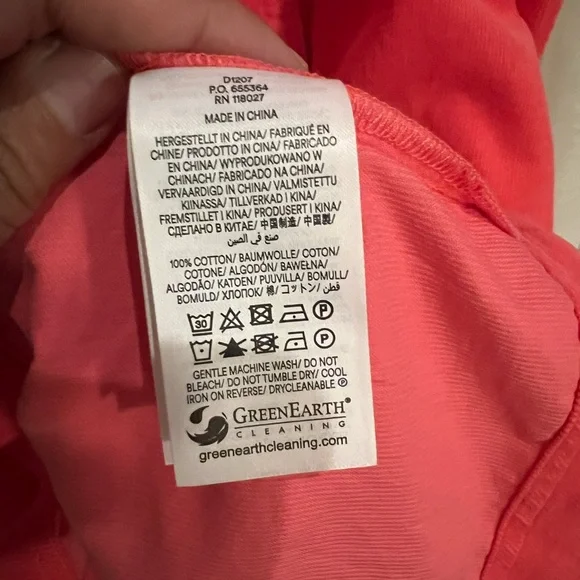 D1207
P.O. 655364
RN 118027
MADE IN CHINA
HERGESTELLT IN CHINA/ FABRIQUÉ EN
CHINE/ PRODOTTO IN CINA/ FABRICADO
EN CHINA/ WYPRODUKOWANO W
CHINACH/ FABRICADO NA CHINA/
VERVAARDIGD IN CHINA/ VALMISTETTU
KIINASSA/ TILLVERKAD I KINA/
FREMSTILLET I KINA/ PRODUSERT I KINA/
СДЕЛАНО В КИТАЕ/ 中国制造/ 中国製/
صنع في الصين
100% COTTON/ BAUMWOLLE/ COTON/
COTONE/ ALGODÓN/ BAWEŁNA/
ALGODÃO/ KATOEN/ PUUVILLA/ BOMULL/
BOMULD/ ХЛОПОК/ 棉/ コットン/ قطن
30 P
P
GENTLE MACHINE WASH/ DO NOT
BLEACH/ DO NOT TUMBLE DRY/ COOL
IRON ON REVERSE/ DRYCLEANABLE Ⓟ
GREENEARTH®
CLEANING
greenearthcleaning.com